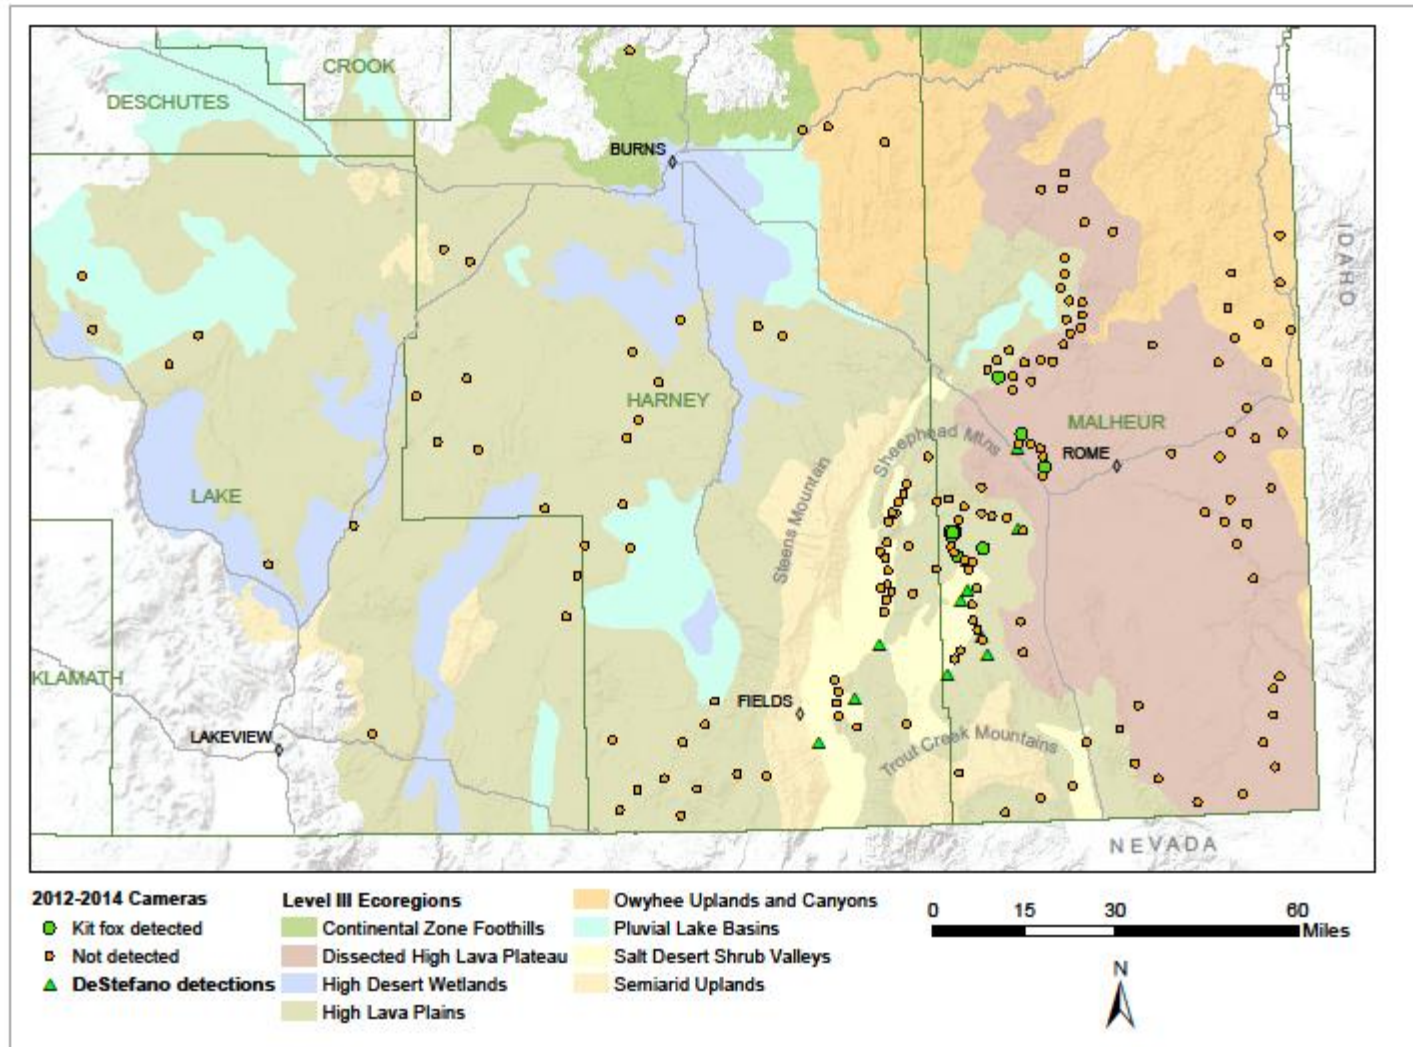 CROOK
DESCHUTES
BURNS
IDAHO
HARNEY
MALHEUR
Sheephead Mtns
ROME
LAKE
Steens Mountain
KLAMATH
FIELDS
LAKEVIEW
Trout Creek Mountains
NEVADA
2012-2014 Cameras
Kit fox detected
Not detected
DeStefano detections
Level III Ecoregions
Continental Zone Foothills
Dissected High Lava Plateau
High Desert Wetlands
High Lava Plains
Owyhee Uplands and Canyons
Pluvial Lake Basins
Salt Desert Shrub Valleys
Semiarid Uplands
0 15 30 60
Miles
N